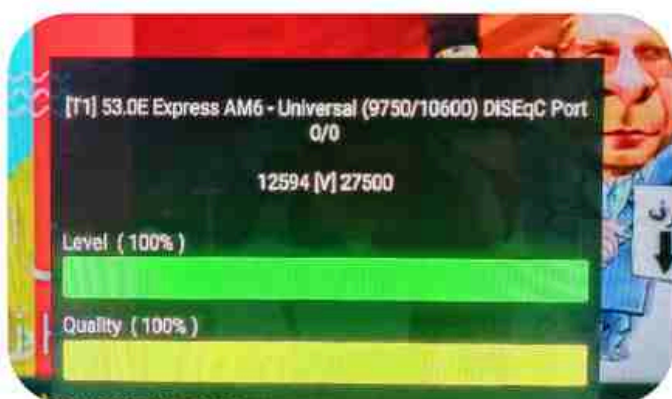 [T1] 53.0E Express AM6 - Universal (9750/10600) DISEqC Port
0/0
12594 [V] 27500
Level ( 100% )
Quality ( 100% )